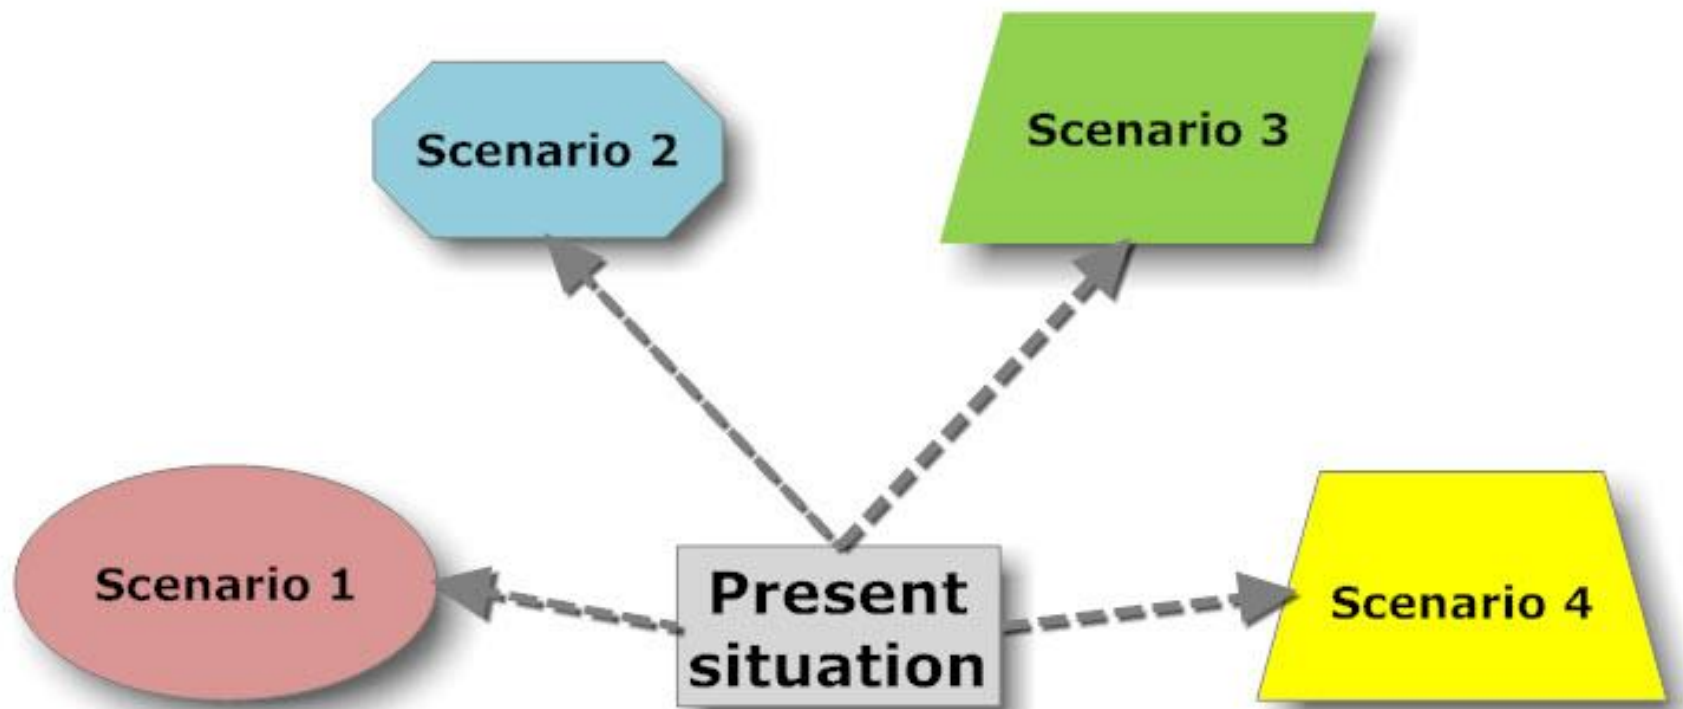 Scenario 2
Scenario 3
Scenario 1
Present
situation
Scenario 4